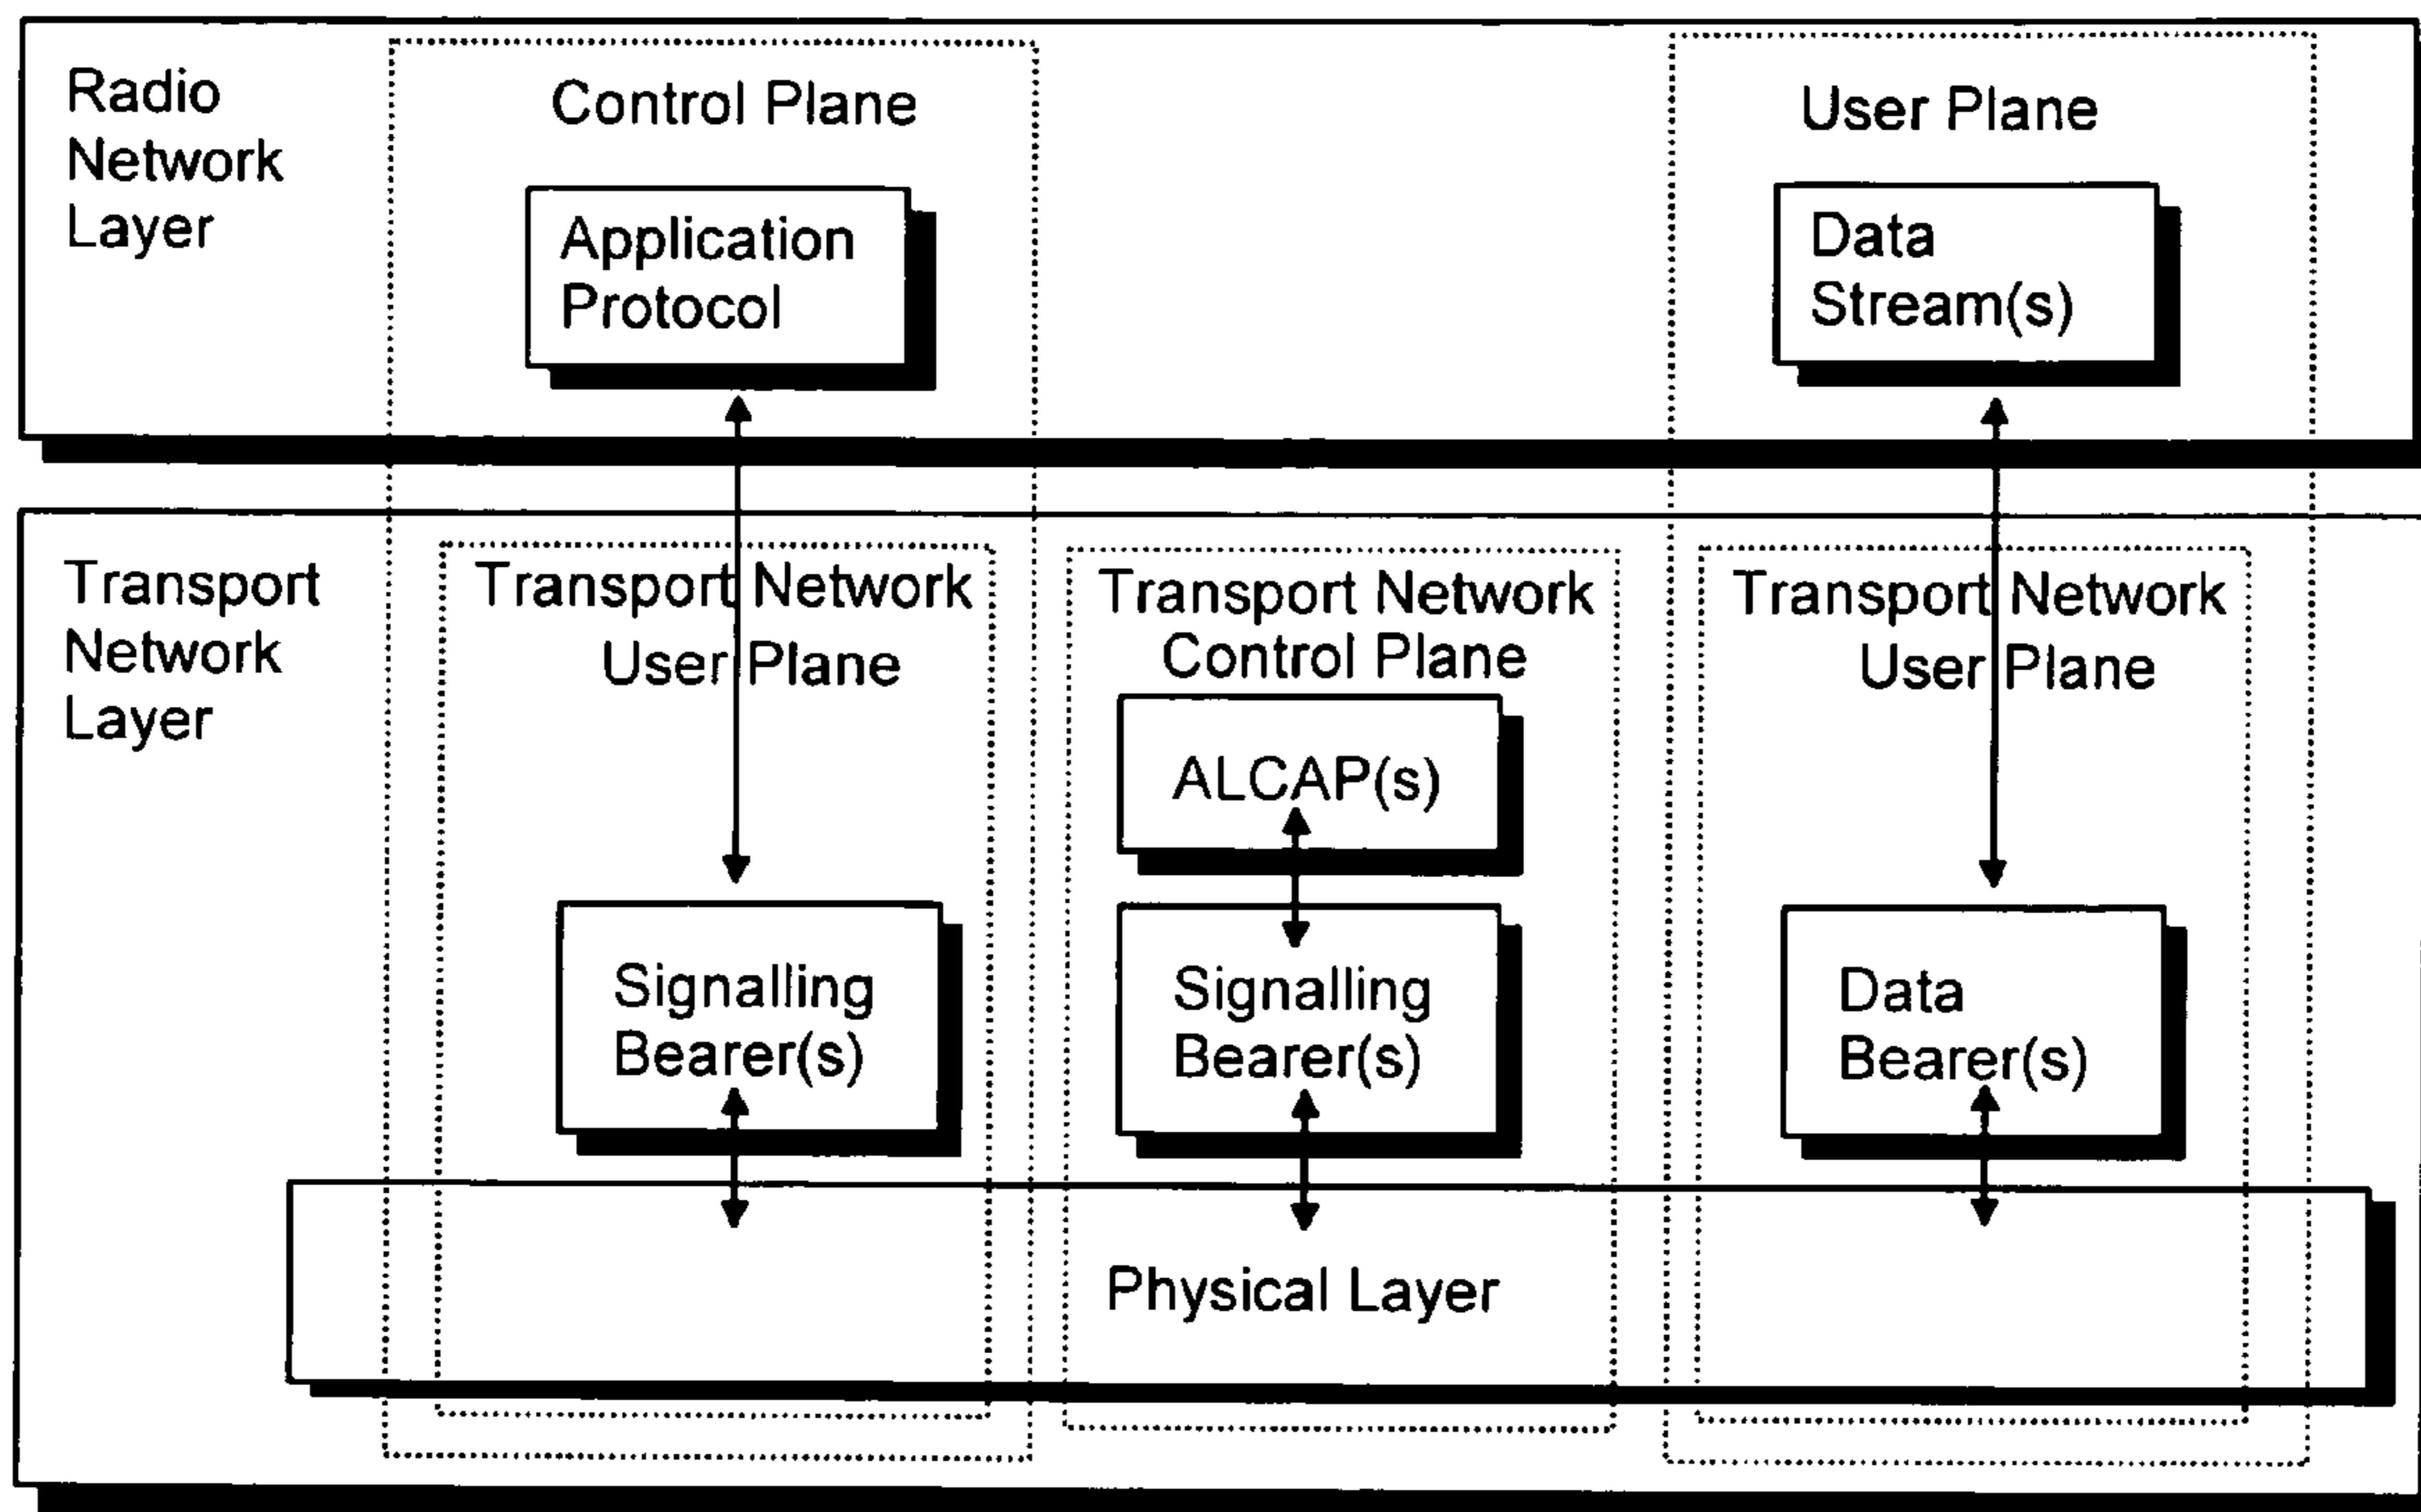 Radio
Network
Layer
Control Plane
User Plane
Application
Protocol
Data
Stream(s)
Transport
Network
Layer
Transport Network
User Plane
Transport Network
Control Plane
Transport Network
User Plane
ALCAP(s)
Signalling
Bearer(s)
Signalling
Bearer(s)
Data
Bearer(s)
Physical Layer